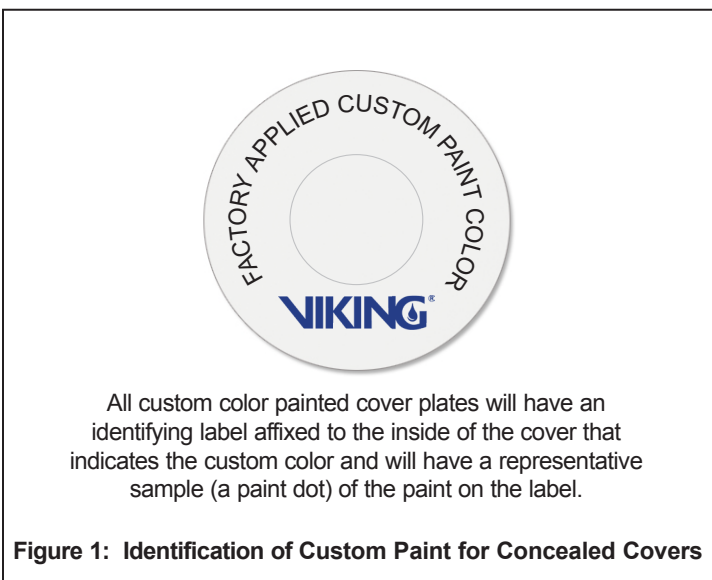 FACTORY APPLIED CUSTOM PAINT COLOR
VIKING®
All custom color painted cover plates will have an
identifying label affixed to the inside of the cover that
indicates the custom color and will have a representative
sample (a paint dot) of the paint on the label.
Figure 1: Identification of Custom Paint for Concealed Covers